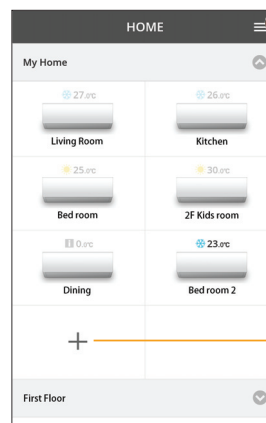 HOME
My Home
27.0℃ 26.0℃
Living Room Kitchen
25.0℃ 30.0℃
Bed room 2F Kids room
0.0℃ 23.0℃
Dining Bed room 2
First Floor